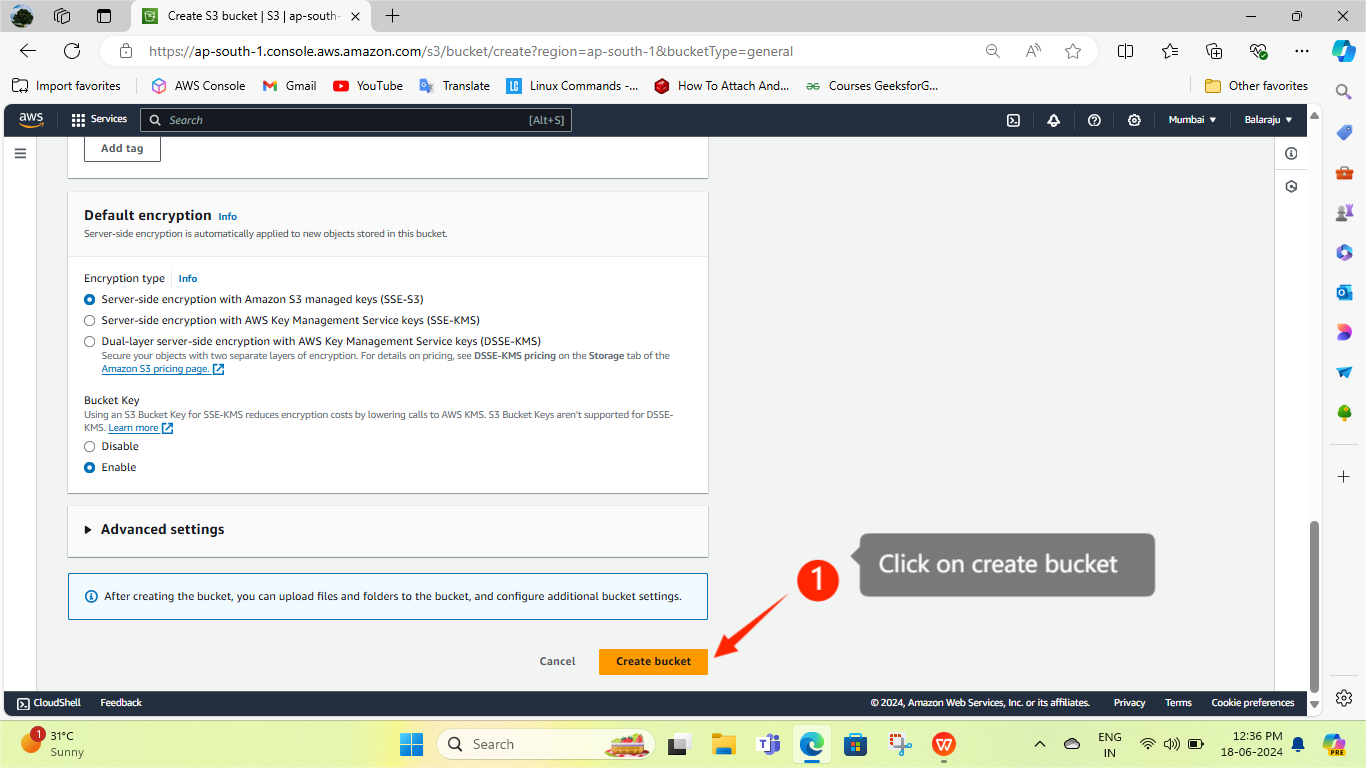 Create S3 bucket | S3 | ap-south-
https://ap-south-1.console.aws.amazon.com/s3/bucket/create?region=ap-south-1&bucketType=general
Import favorites
AWS Console
Gmail
YouTube
Translate
LC
Linux Commands -...
How To Attach And...
Courses GeeksforG...
Other favorites
aws
Services
Search
[Alt+S]
Mumbai
Balaraju
Add tag
Default encryption Info
Server-side encryption is automatically applied to new objects stored in this bucket.
Encryption type Info
Server-side encryption with Amazon S3 managed keys (SSE-S3)
Server-side encryption with AWS Key Management Service keys (SSE-KMS)
Dual-layer server-side encryption with AWS Key Management Service keys (DSSE-KMS)
Secure your objects with two separate layers of encryption. For details on pricing, see DSSE-KMS pricing on the Storage tab of the
Amazon S3 pricing page.
Bucket Key
Using an S3 Bucket Key for SSE-KMS reduces encryption costs by lowering calls to AWS KMS. S3 Bucket Keys aren't supported for DSSE-
KMS. Learn more
Disable
Enable
Advanced settings
1
Click on create bucket
After creating the bucket, you can upload files and folders to the bucket, and configure additional bucket settings.
Cancel
Create bucket
CloudShell
Feedback
© 2024, Amazon Web Services, Inc. or its affiliates.
Privacy
Terms
Cookie preferences
1
31°C
Sunny
Search
ENG
IN
12:36 PM
18-06-2024
PRE